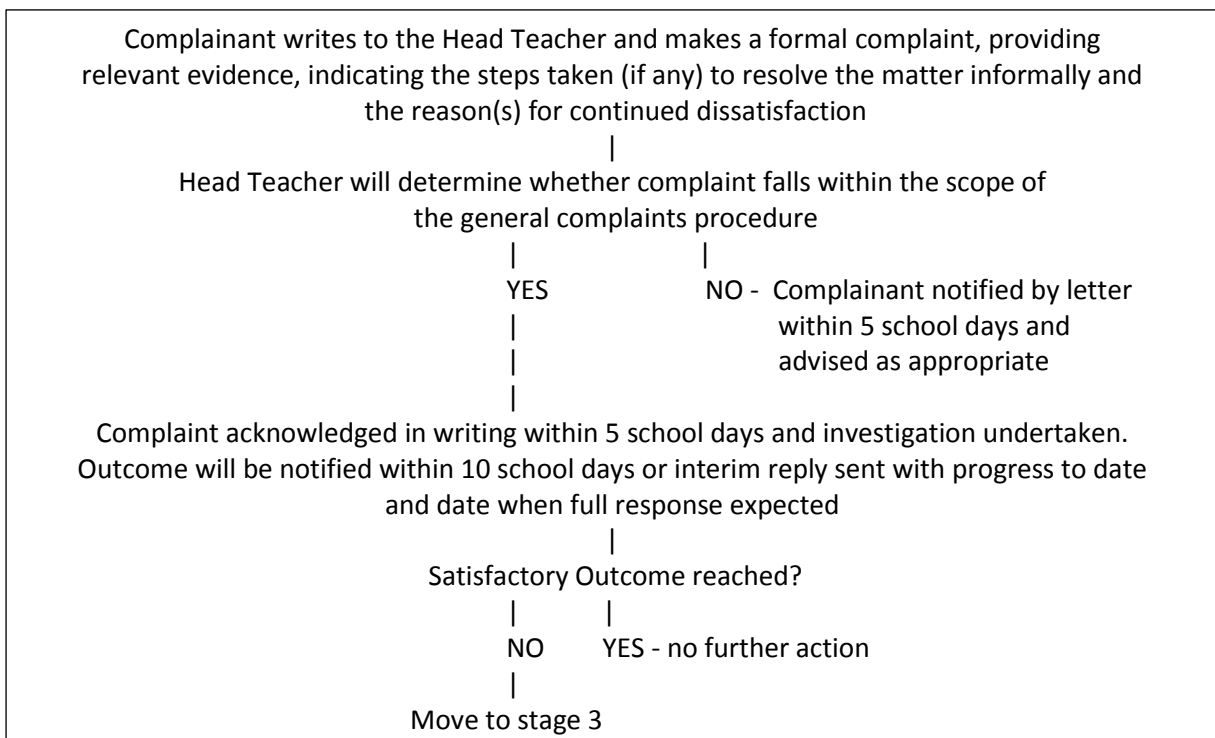 Complainant writes to the Head Teacher and makes a formal complaint, providing
relevant evidence, indicating the steps taken (if any) to resolve the matter informally and
the reason(s) for continued dissatisfaction
|
Head Teacher will determine whether complaint falls within the scope of
the general complaints procedure
| |
YES NO - Complainant notified by letter
| within 5 school days and
| advised as appropriate
|
Complaint acknowledged in writing within 5 school days and investigation undertaken.
Outcome will be notified within 10 school days or interim reply sent with progress to date
and date when full response expected
|
Satisfactory Outcome reached?
| |
NO YES - no further action
|
Move to stage 3